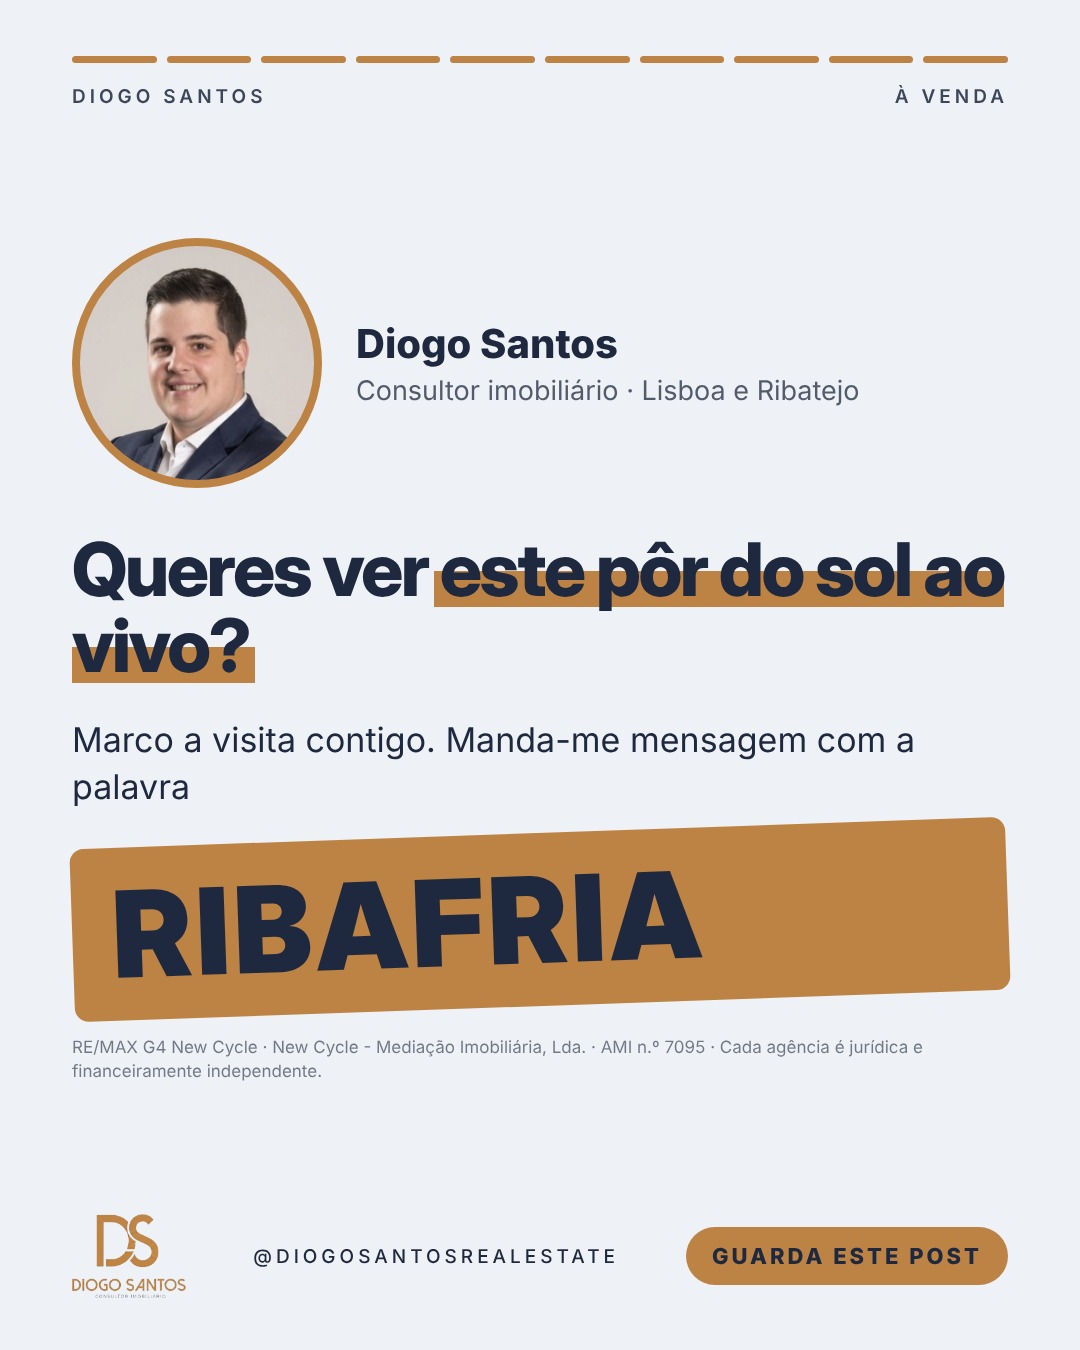 DIOGO SANTOS
À VENDA
Diogo Santos
Consultor imobiliário · Lisboa e Ribatejo
Queres ver este pôr do sol ao
vivo?
Marco a visita contigo. Manda-me mensagem com a
palavra
RIBAFRIA
RE/MAX G4 New Cycle · New Cycle - Mediação Imobiliária, Lda. · AMI n.º 7095 · Cada agência é jurídica e
financeiramente independente.
DS
DIOGO SANTOS
CONSULTOR IMOBILIÁRIO
@DIOGOSANTOSREALESTATE
GUARDA ESTE POST